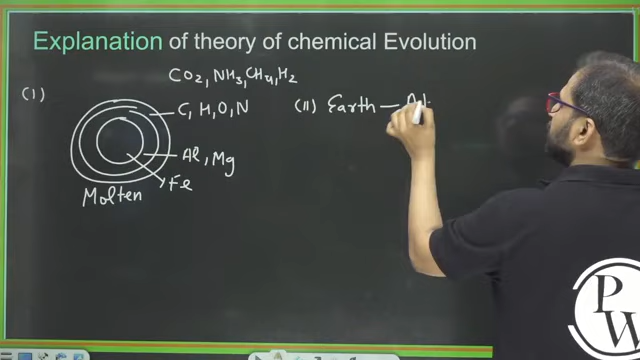 Explanation of theory of chemical Evolution
CO2, NH3, CH4, H2
(I)
C, H, O, N
(II) Earth —
Al, Mg
Fe
Molten
PW